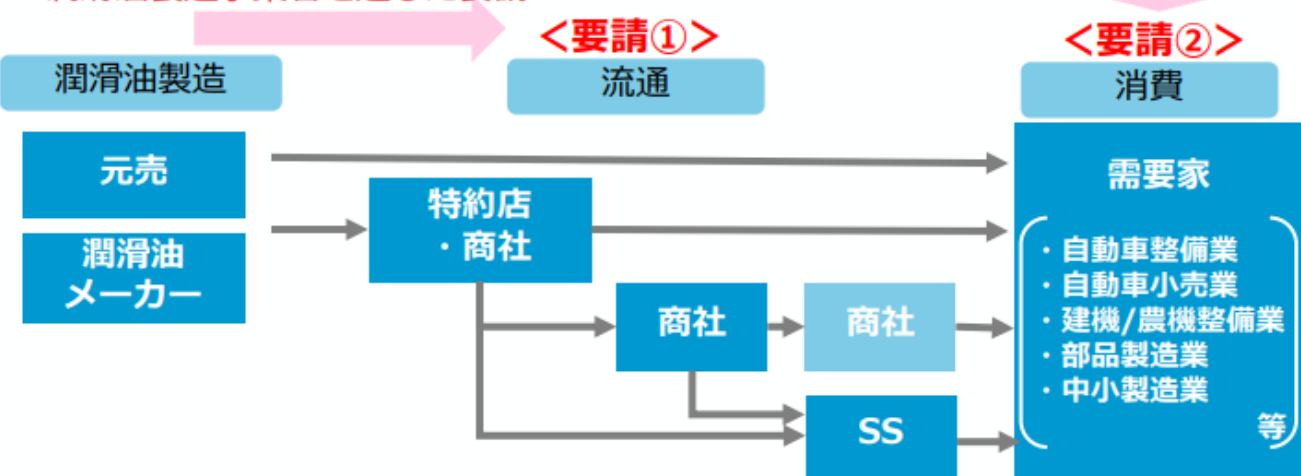 ＜要請①＞
＜要請②＞
潤滑油製造
流通
消費
元売
潤滑油
メーカー
特約店
・商社
商社
商社
SS
需要家
・自動車整備業
・自動車小売業
・建機/農機整備業
・部品製造業
・中小製造業
等